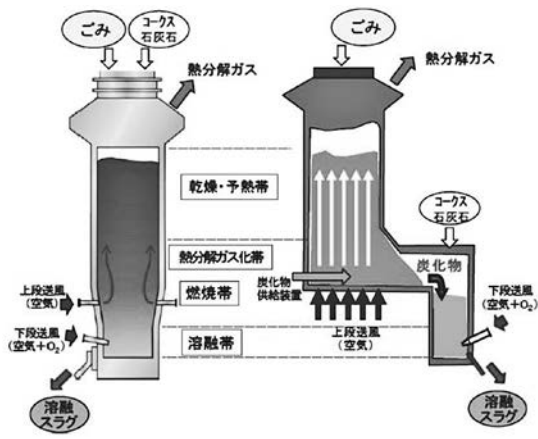 ごみ
コークス
石灰石
熱分解ガス
乾燥・予熱帯
熱分解ガス化帯
燃焼帯
溶融帯
上段送風
(空気)
下段送風
(空気+O₂)
溶融
スラグ
ごみ
熱分解ガス
コークス
石灰石
炭化物
炭化物
供給装置
上段送風
(空気)
下段送風
(空気+O₂)
溶融
スラグ